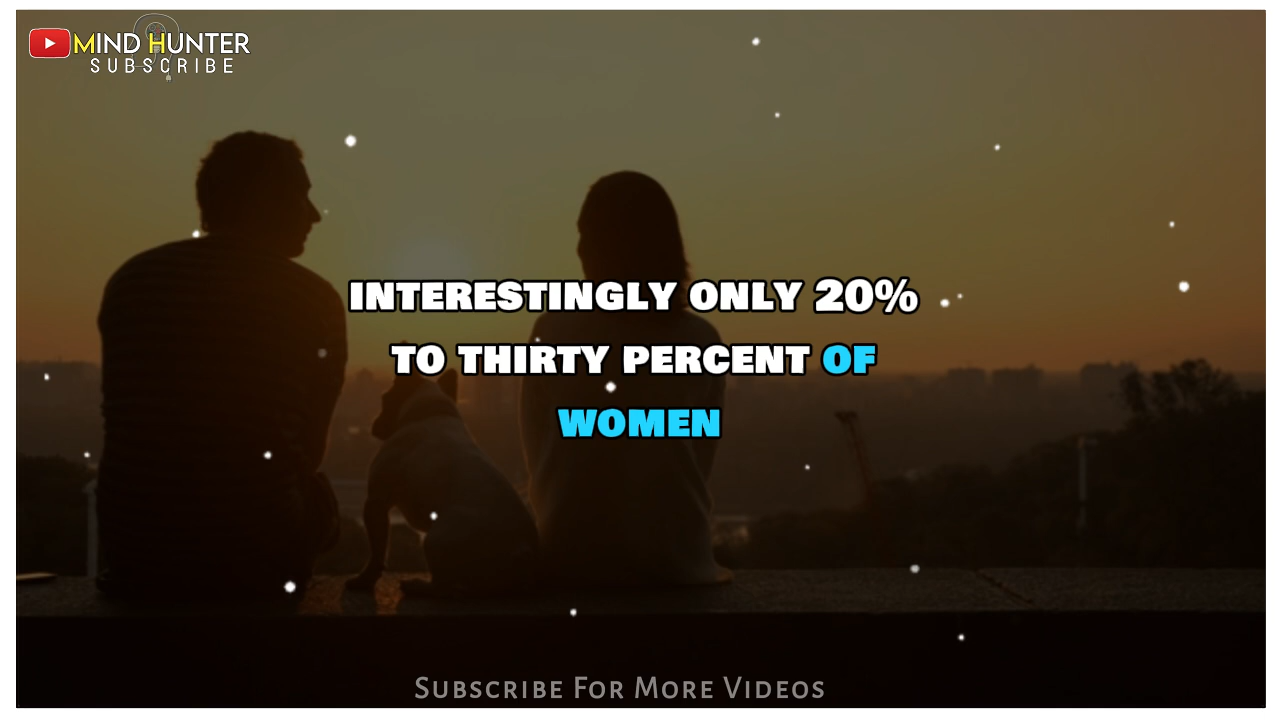 MIND HUNTER
SUBSCRIBE
INTERESTINGLY ONLY 20%
TO THIRTY PERCENT OF
WOMEN
SUBSCRIBE FOR MORE VIDEOS